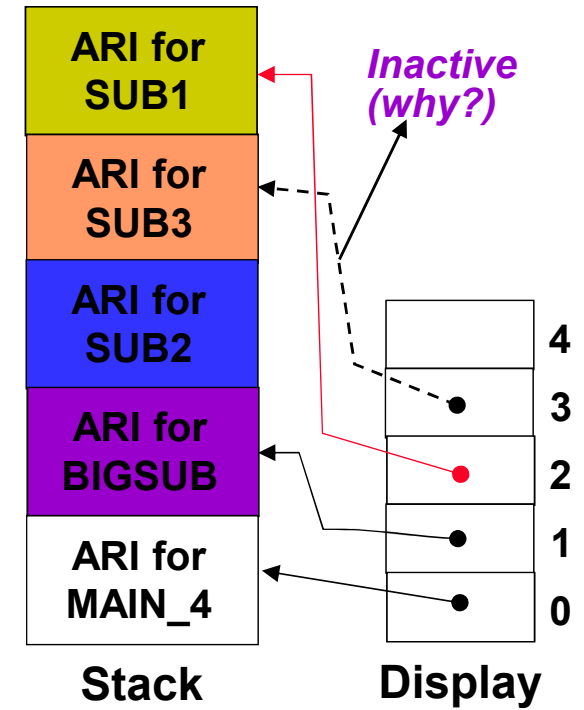 ARI for
SUB1
Inactive
(why?)
ARI for
SUB3
ARI for
SUB2
4
3
ARI for
BIGSUB
2
1
ARI for
MAIN_4
0
Stack
Display